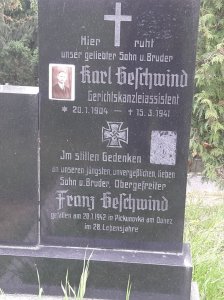 Hier ruht
unser geliebter Sohn u. Bruder
Karl Geschwind
Gerichtskanzleiassistent
* 20.1.1904 – † 15.3.1941
Im stillen Gedenken
an unseren jüngsten, unvergeßlichen, lieben
Sohn u. Bruder, Obergefreiter
Franz Geschwind
gefallen am 20.1.1942 in Pickunowka am Donez
im 28. Lebensjahre